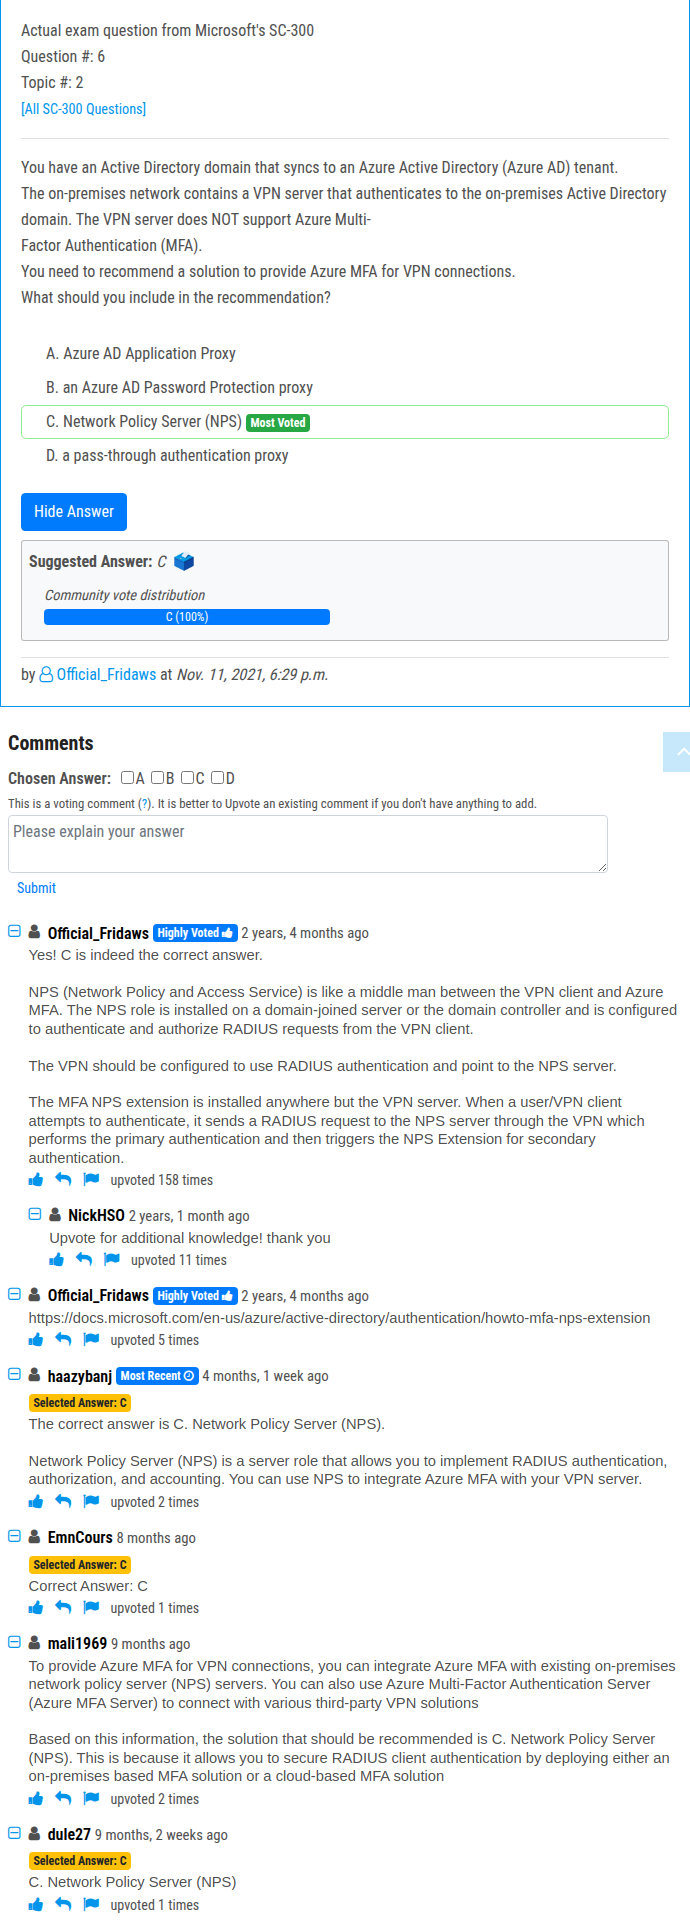 Actual exam question from Microsoft's SC-300
Question #: 6
Topic #: 2
[All SC-300 Questions]
You have an Active Directory domain that syncs to an Azure Active Directory (Azure AD) tenant.
The on-premises network contains a VPN server that authenticates to the on-premises Active Directory
domain. The VPN server does NOT support Azure Multi-
Factor Authentication (MFA).
You need to recommend a solution to provide Azure MFA for VPN connections.
What should you include in the recommendation?
A. Azure AD Application Proxy
B. an Azure AD Password Protection proxy
C. Network Policy Server (NPS) Most Voted
D. a pass-through authentication proxy
Hide Answer
Suggested Answer: C
Community vote distribution
C (100%)
by Official_Fridaws at Nov. 11, 2021, 6:29 p.m.
Comments
Chosen Answer: A B C D
This is a voting comment (?). It is better to Upvote an existing comment if you don't have anything to add.
Please explain your answer
Submit
Official_Fridaws Highly Voted 2 years, 4 months ago
Yes! C is indeed the correct answer.
NPS (Network Policy and Access Service) is like a middle man between the VPN client and Azure
MFA. The NPS role is installed on a domain-joined server or the domain controller and is configured
to authenticate and authorize RADIUS requests from the VPN client.
The VPN should be configured to use RADIUS authentication and point to the NPS server.
The MFA NPS extension is installed anywhere but the VPN server. When a user/VPN client
attempts to authenticate, it sends a RADIUS request to the NPS server through the VPN which
performs the primary authentication and then triggers the NPS Extension for secondary
authentication.
upvoted 158 times
NickHSO 2 years, 1 month ago
Upvote for additional knowledge! thank you
upvoted 11 times
Official_Fridaws Highly Voted 2 years, 4 months ago
https://docs.microsoft.com/en-us/azure/active-directory/authentication/howto-mfa-nps-extension
upvoted 5 times
haazybanj Most Recent 4 months, 1 week ago
Selected Answer: C
The correct answer is C. Network Policy Server (NPS).
Network Policy Server (NPS) is a server role that allows you to implement RADIUS authentication,
authorization, and accounting. You can use NPS to integrate Azure MFA with your VPN server.
upvoted 2 times
EmnCours 8 months ago
Selected Answer: C
Correct Answer: C
upvoted 1 times
mali1969 9 months ago
To provide Azure MFA for VPN connections, you can integrate Azure MFA with existing on-premises
network policy server (NPS) servers. You can also use Azure Multi-Factor Authentication Server
(Azure MFA Server) to connect with various third-party VPN solutions
Based on this information, the solution that should be recommended is C. Network Policy Server
(NPS). This is because it allows you to secure RADIUS client authentication by deploying either an
on-premises based MFA solution or a cloud-based MFA solution
upvoted 2 times
dule27 9 months, 2 weeks ago
Selected Answer: C
C. Network Policy Server (NPS)
upvoted 1 times